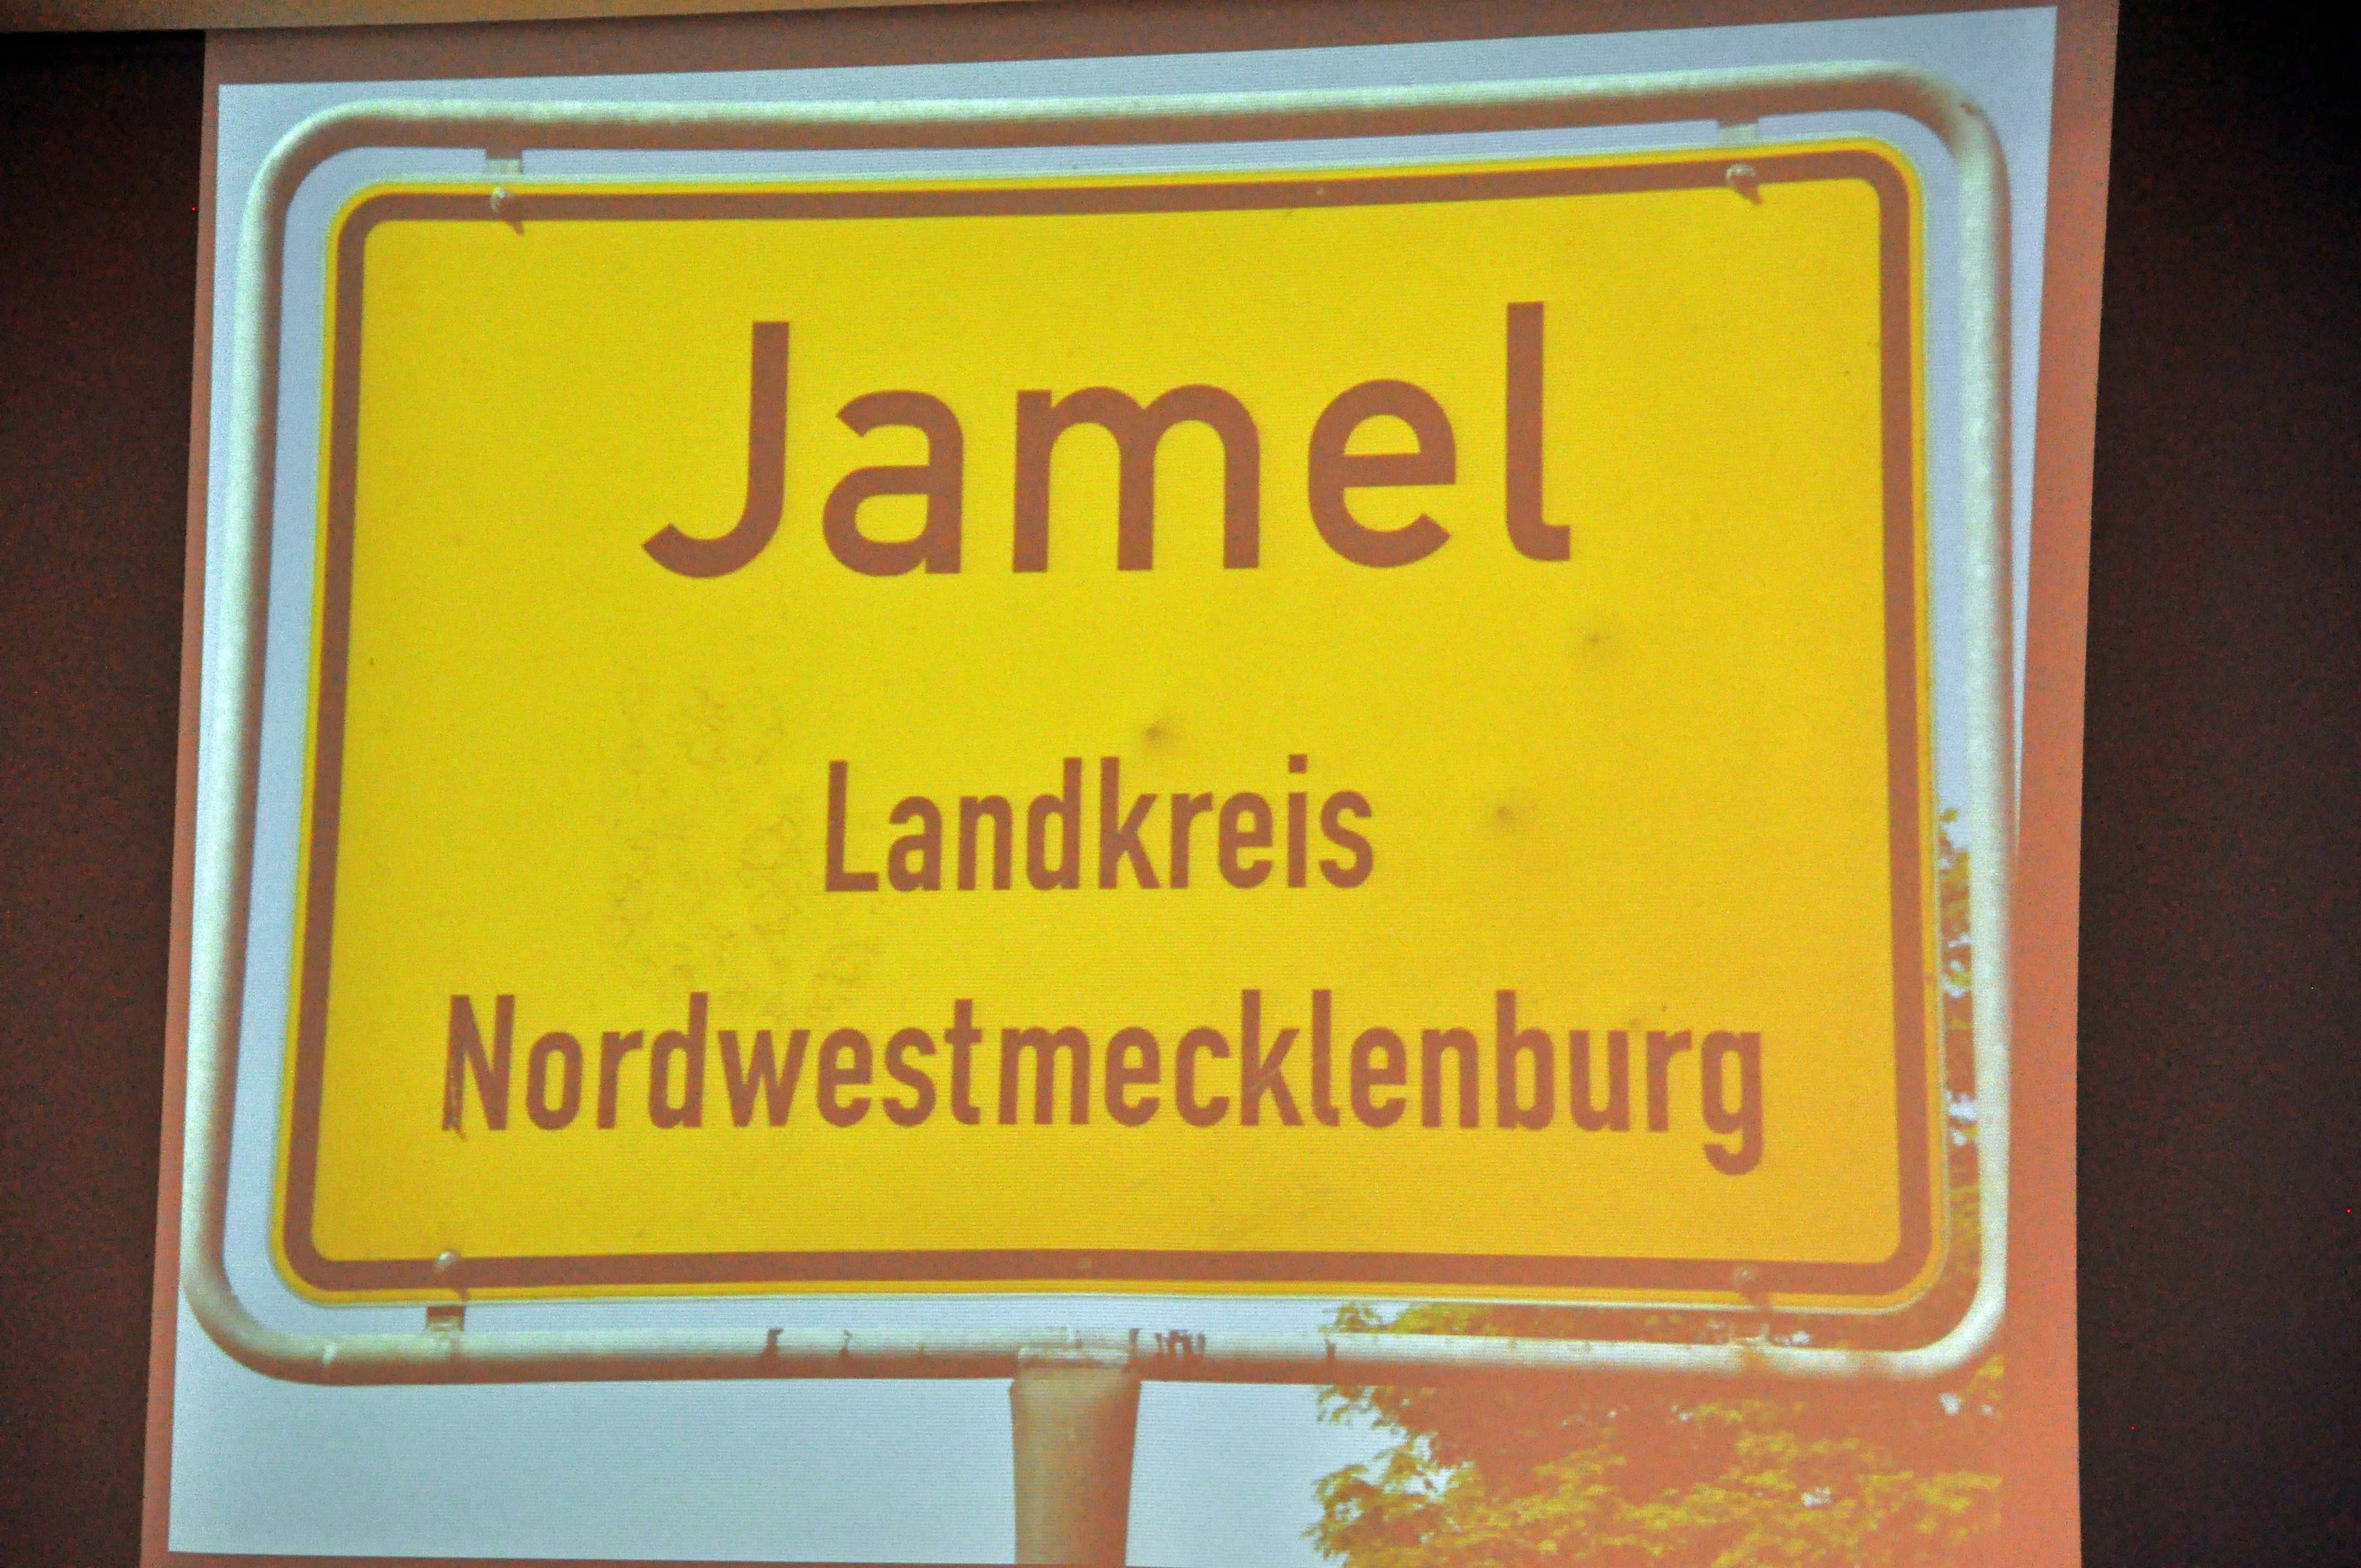 Jamel
Landkreis
Nordwestmecklenburg